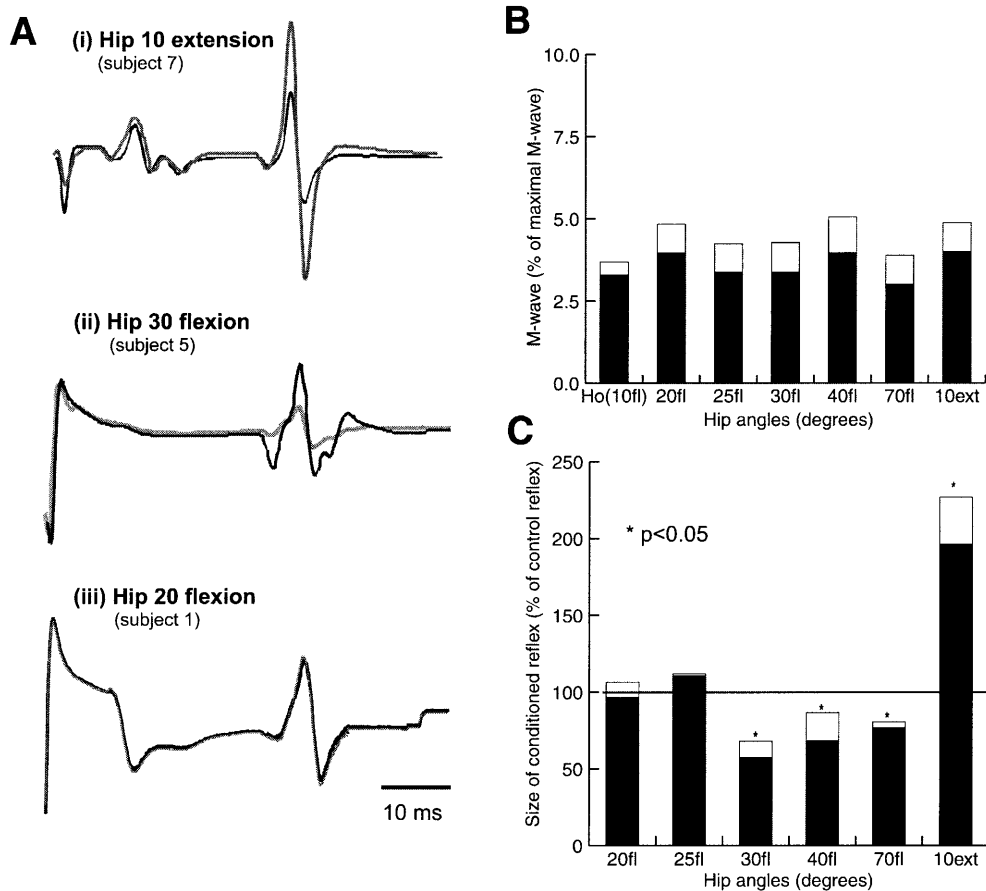 A
(i) Hip 10 extension
(subject 7)
(ii) Hip 30 flexion
(subject 5)
(iii) Hip 20 flexion
(subject 1)
10 ms
B
M-wave (% of maximal M-wave)
10.0
7.5
5.0
2.5
0.0
Ho(10fl) 20fl 25fl 30fl 40fl 70fl 10ext
Hip angles (degrees)
C
Size of conditioned reflex (% of control reflex)
250
200
150
100
50
0
* p<0.05
* * * *
20fl 25fl 30fl 40fl 70fl 10ext
Hip angles (degrees)